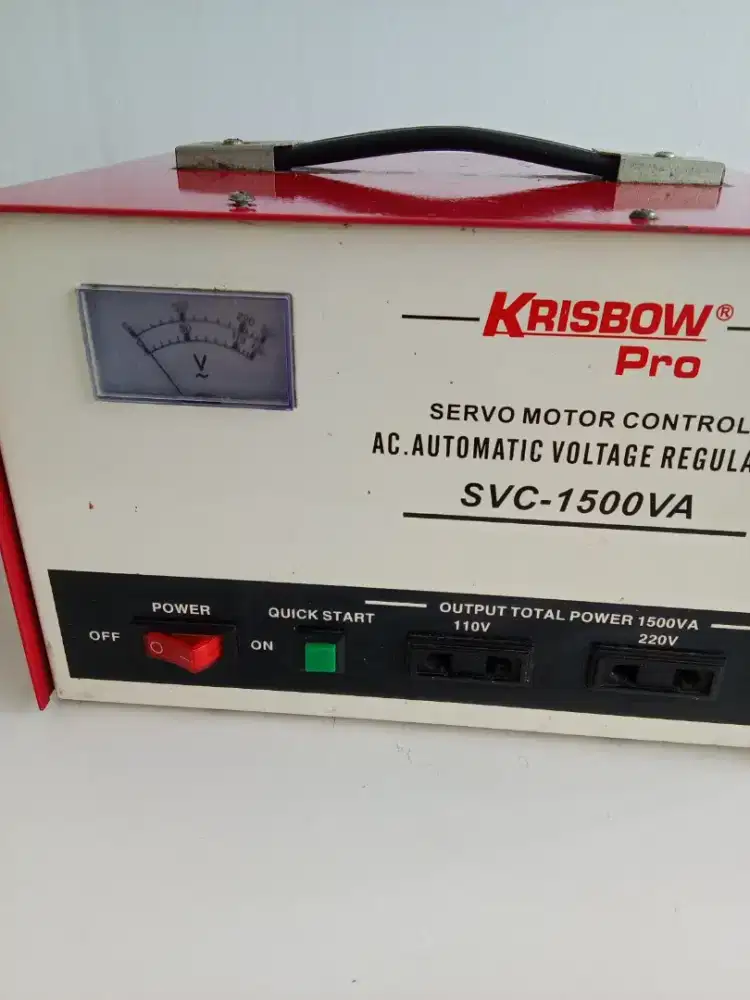 KRISBOW®
Pro
SERVO MOTOR CONTROL
AC.AUTOMATIC VOLTAGE REGULA
SVC-1500VA
POWER
OFF
ON
QUICK START
OUTPUT TOTAL POWER 1500VA
110V
220V
V
~